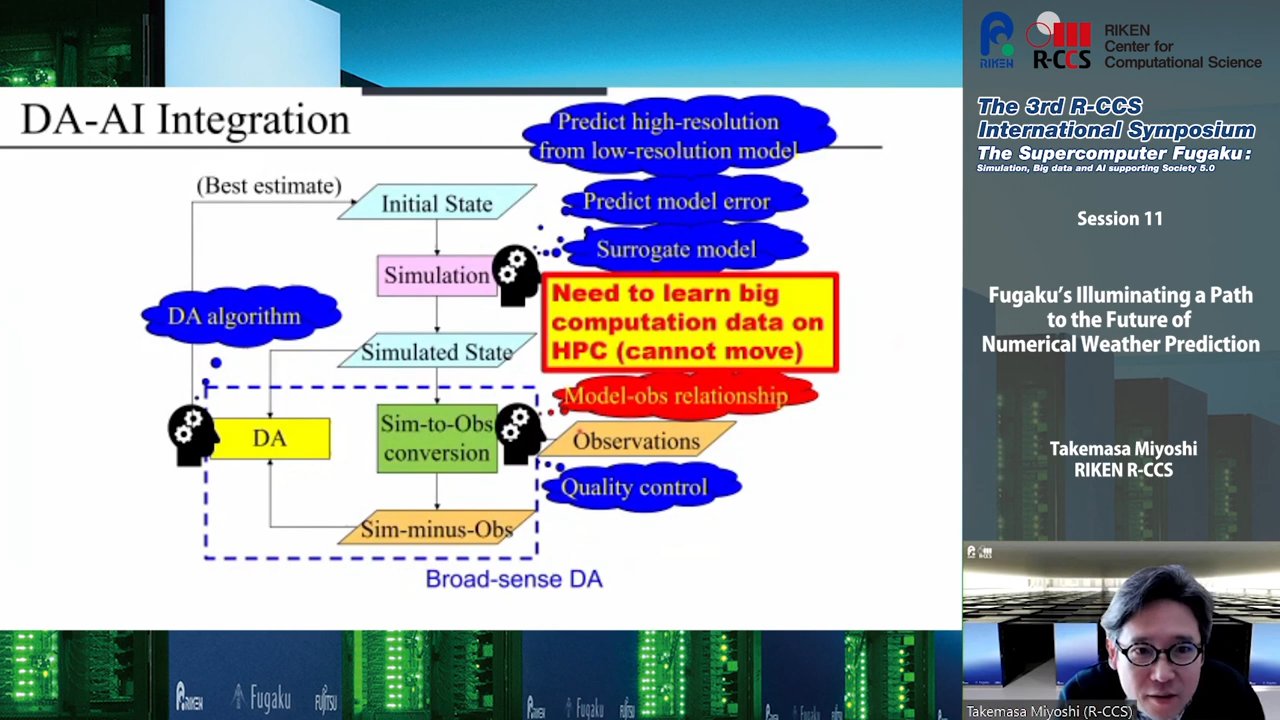 DA-AI Integration
Predict high-resolution
from low-resolution model
(Best estimate)
Initial State
Predict model error
Surrogate model
Simulation
Need to learn big
computation data on
HPC (cannot move)
DA algorithm
Simulated State
Model-obs relationship
DA
Sim-to-Obs
conversion
Observations
Quality control
Sim-minus-Obs
Broad-sense DA
RIKEN
Fugaku
FUJITSU
Fugaku
Fugaku
RIKEN
R-CCS
RIKEN
Center for
Computational Science
The 3rd R-CCS
International Symposium
The Supercomputer Fugaku:
Simulation, Big data and AI supporting Society 5.0
Session 11
Fugaku's Illuminating a Path
to the Future of
Numerical Weather Prediction
Takemasa Miyoshi
RIKEN R-CCS
Takemasa Miyoshi (R-CCS)